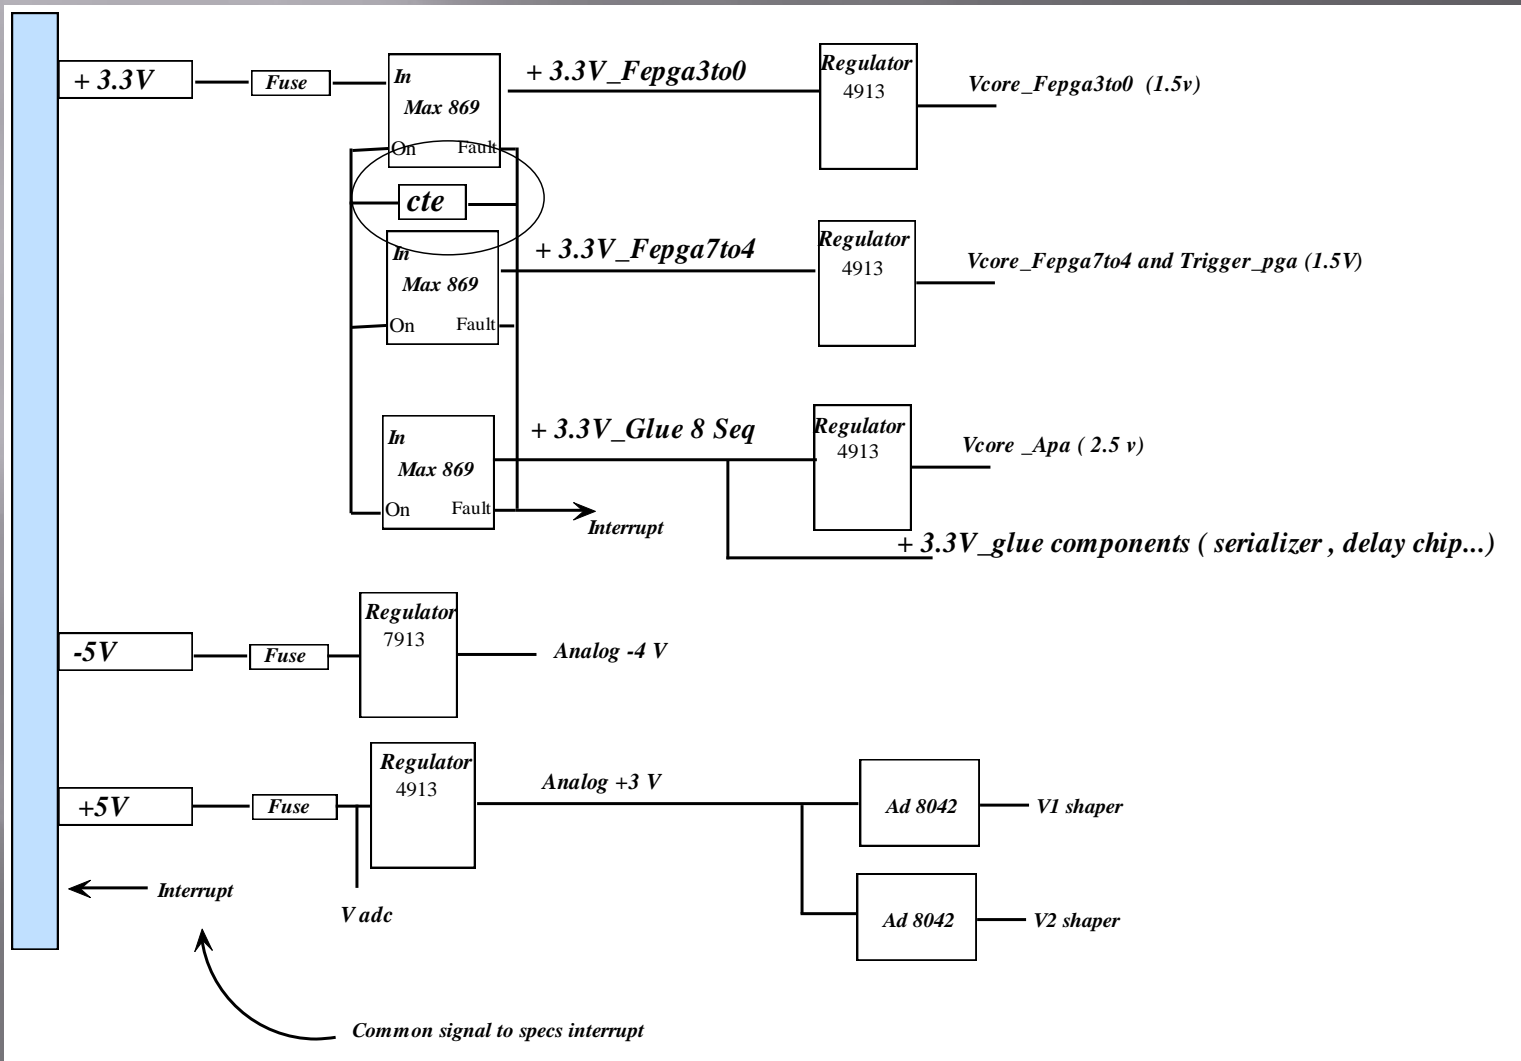 + 3.3V
Fuse
In
Max 869
On Fault
+ 3.3V_Fepga3to0
Regulator
4913
Vcore_Fepga3to0 (1.5v)
cte
In
Max 869
On Fault
+ 3.3V_Fepga7to4
Regulator
4913
Vcore_Fepga7to4 and Trigger_pga (1.5V)
In
Max 869
On Fault
+ 3.3V_Glue 8 Seq
Interrupt
Regulator
4913
Vcore _Apa ( 2.5 v)
+ 3.3V_glue components ( serializer , delay chip...)
-5V
Fuse
Regulator
7913
Analog -4 V
+5V
Fuse
Regulator
4913
Analog +3 V
Ad 8042
V1 shaper
Interrupt
V adc
Ad 8042
V2 shaper
Common signal to specs interrupt